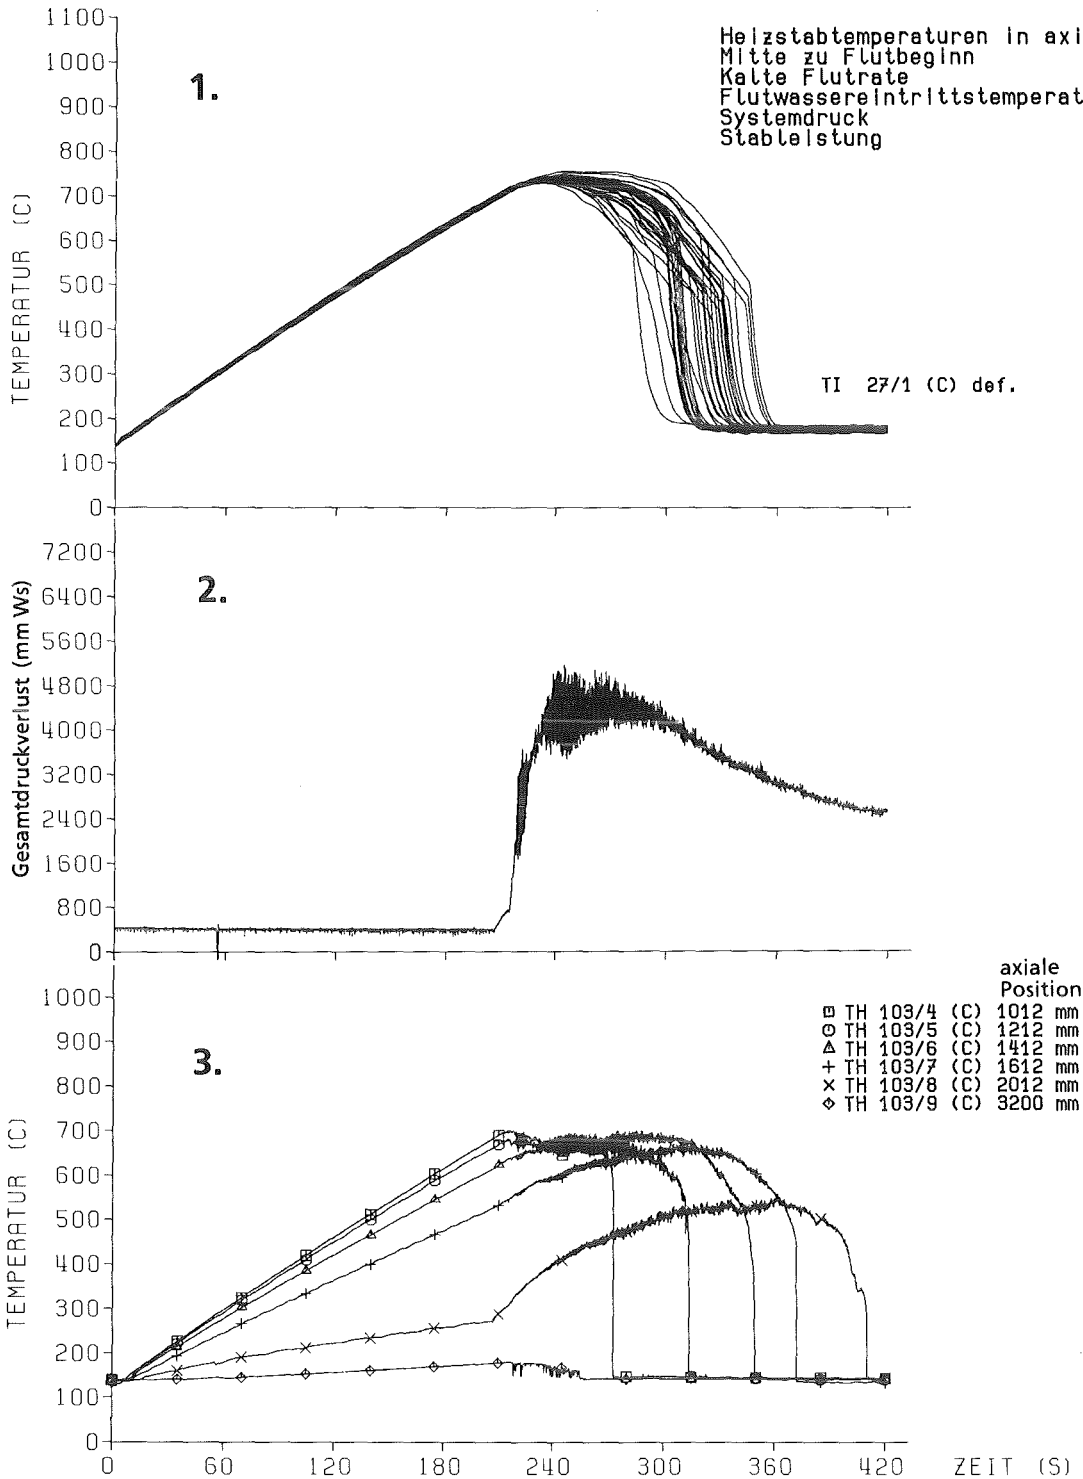 1100
1000
900
800
700
600
500
400
300
200
100
0
TEMPERATUR (C)
1.
Heizstabtemperaturen in axi
Mitte zu Flutbeginn
Kalte Flutrate
Flutwassereintrittstemperat
Systemdruck
Stableistung
TI 27/1 (C) def.
7200
6400
5600
4800
4000
3200
2400
1600
800
0
Gesamtdruckverlust (mm Ws)
2.
1000
900
800
700
600
500
400
300
200
100
0
TEMPERATUR (C)
3.
axiale
Position
TH 103/4 (C) 1012 mm
TH 103/5 (C) 1212 mm
TH 103/6 (C) 1412 mm
TH 103/7 (C) 1612 mm
TH 103/8 (C) 2012 mm
TH 103/9 (C) 3200 mm
0 60 120 180 240 300 360 420 ZEIT (S)